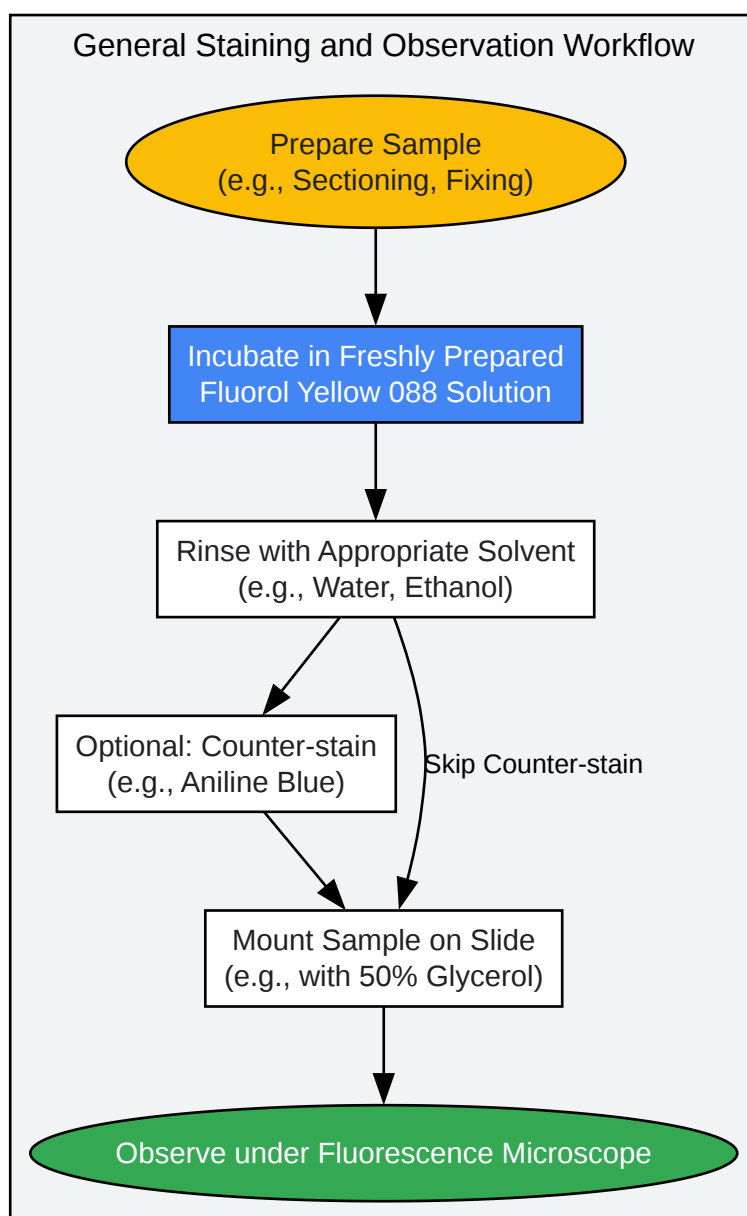 General Staining and Observation Workflow
Prepare Sample
(e.g., Sectioning, Fixing)
Incubate in Freshly Prepared
Fluorol Yellow 088 Solution
Rinse with Appropriate Solvent
(e.g., Water, Ethanol)
Optional: Counter-stain
(e.g., Aniline Blue)
Skip Counter-stain
Mount Sample on Slide
(e.g., with 50% Glycerol)
Observe under Fluorescence Microscope